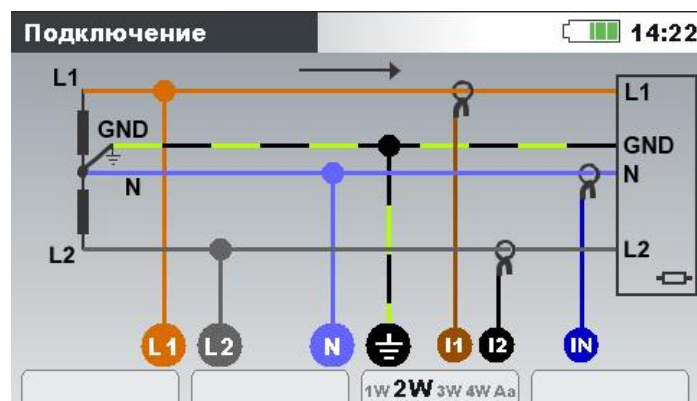 Подключение 14:22
L1 L1
GND GND
N N
L2 L2
L1 L2 N I1 I2 IN
1W 2W 3W 4W Aa